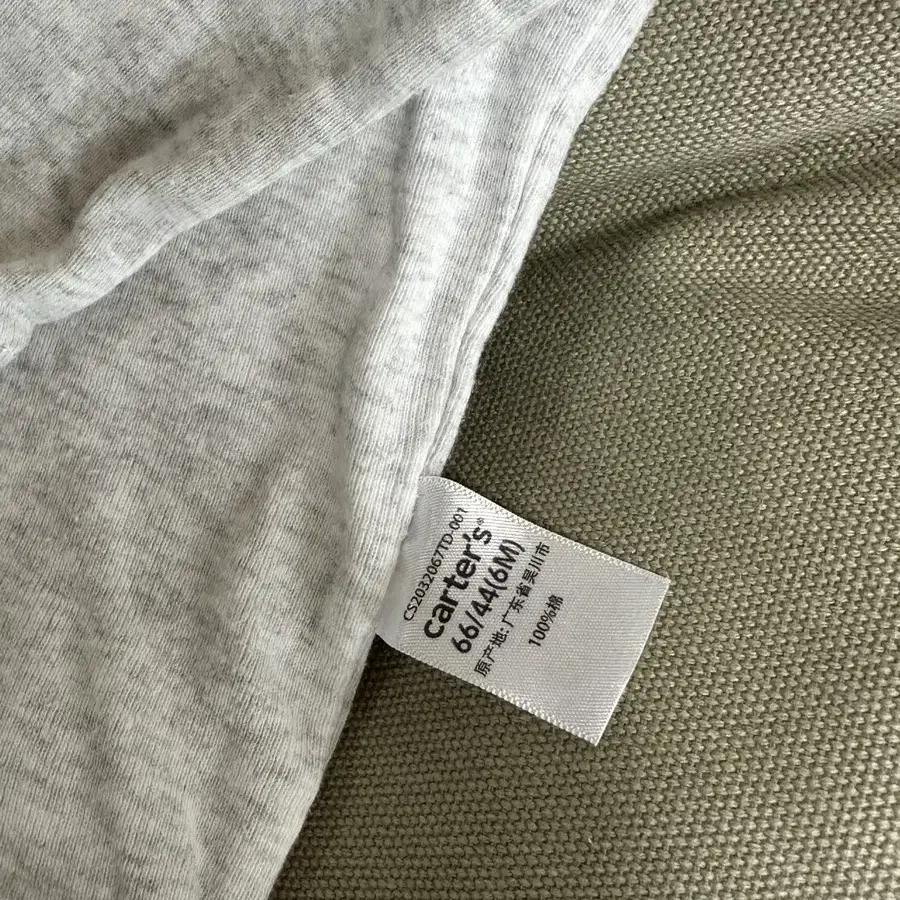 CS2032067TD-001
carter's®
66/44(6M)
原产地: 广东省吴川市
100%棉